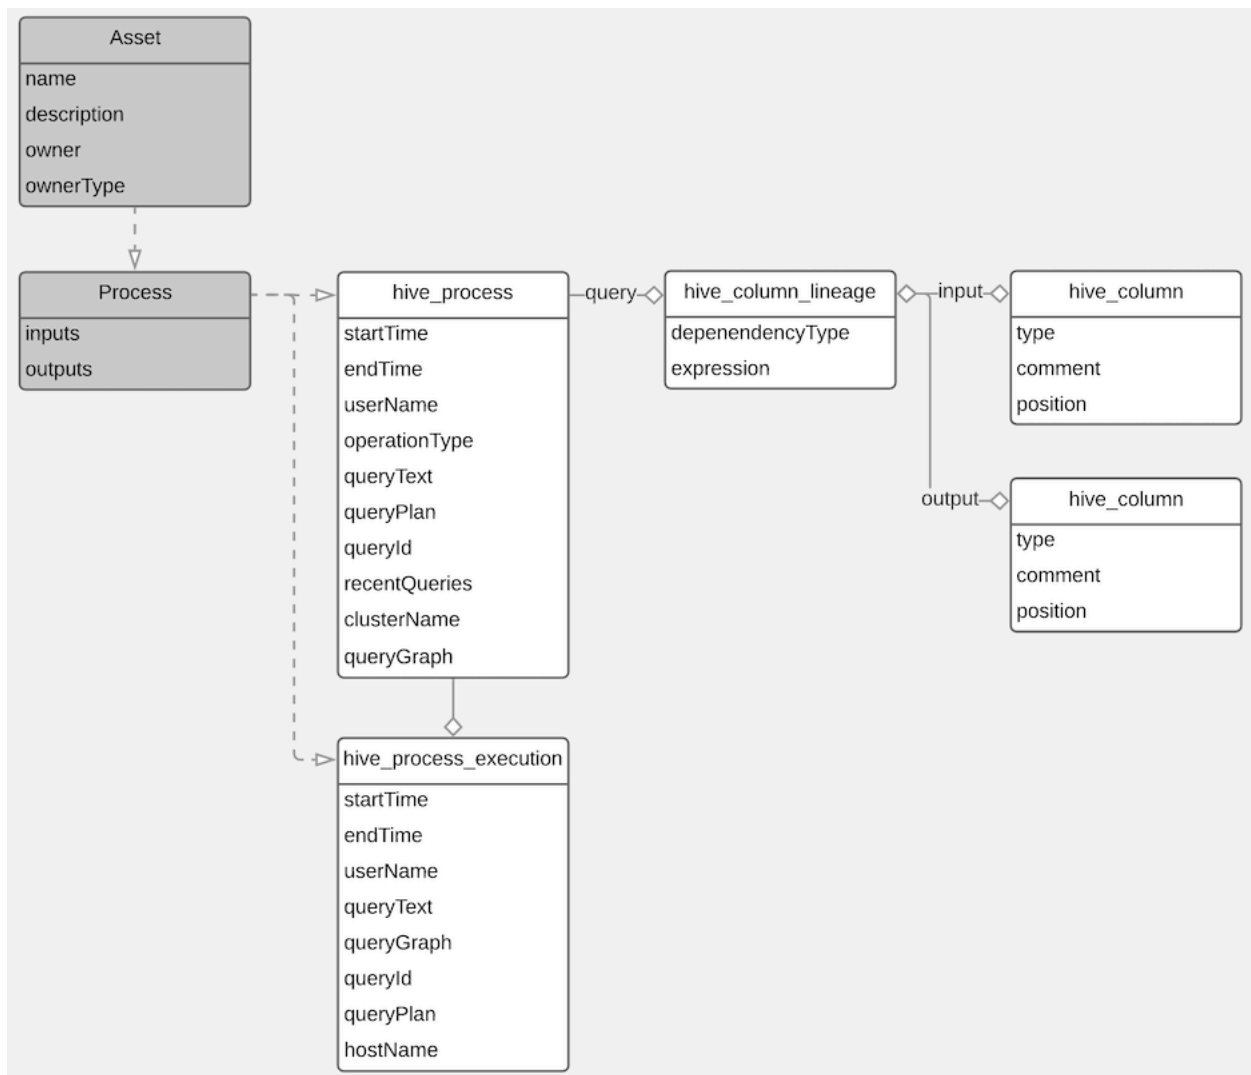 Asset
name
description
owner
ownerType
Process
inputs
outputs
hive_process
startTime
endTime
userName
operationType
queryText
queryPlan
queryId
recentQueries
clusterName
queryGraph
query
hive_column_lineage
depenendencyType
expression
input
hive_column
type
comment
position
output
hive_column
type
comment
position
hive_process_execution
startTime
endTime
userName
queryText
queryGraph
queryId
queryPlan
hostName